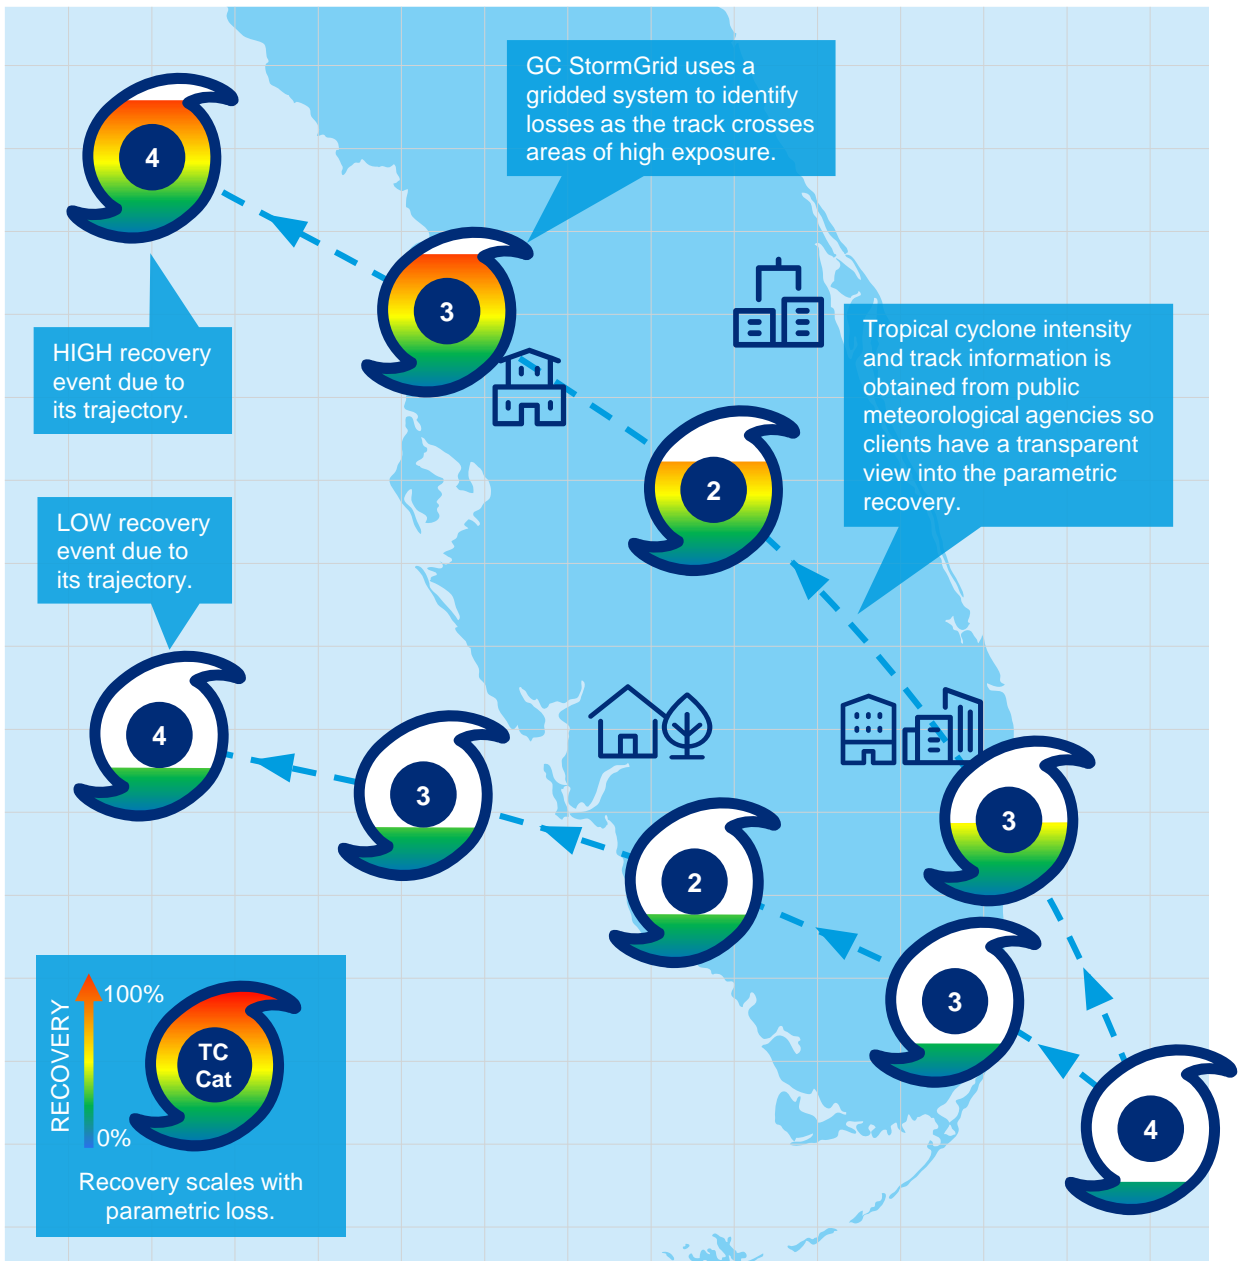 GC StormGrid uses a
gridded system to identify
losses as the track crosses
areas of high exposure.
4
3
HIGH recovery
event due to
its trajectory.
Tropical cyclone intensity
and track information is
obtained from public
meteorological agencies so
clients have a transparent
view into the parametric
recovery.
2
LOW recovery
event due to
its trajectory.
4
3
3
2
3
4
RECOVERY
100%
0%
TC
Cat
Recovery scales with
parametric loss.